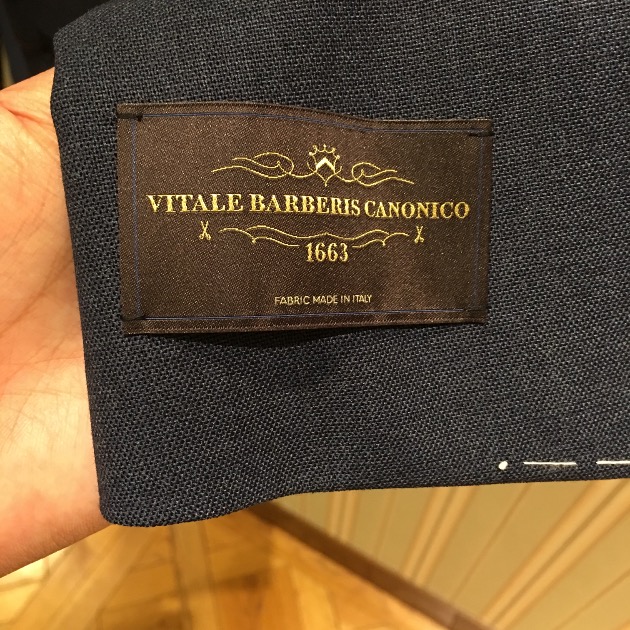 VITALE BARBERIS CANONICO
1663
FABRIC MADE IN ITALY